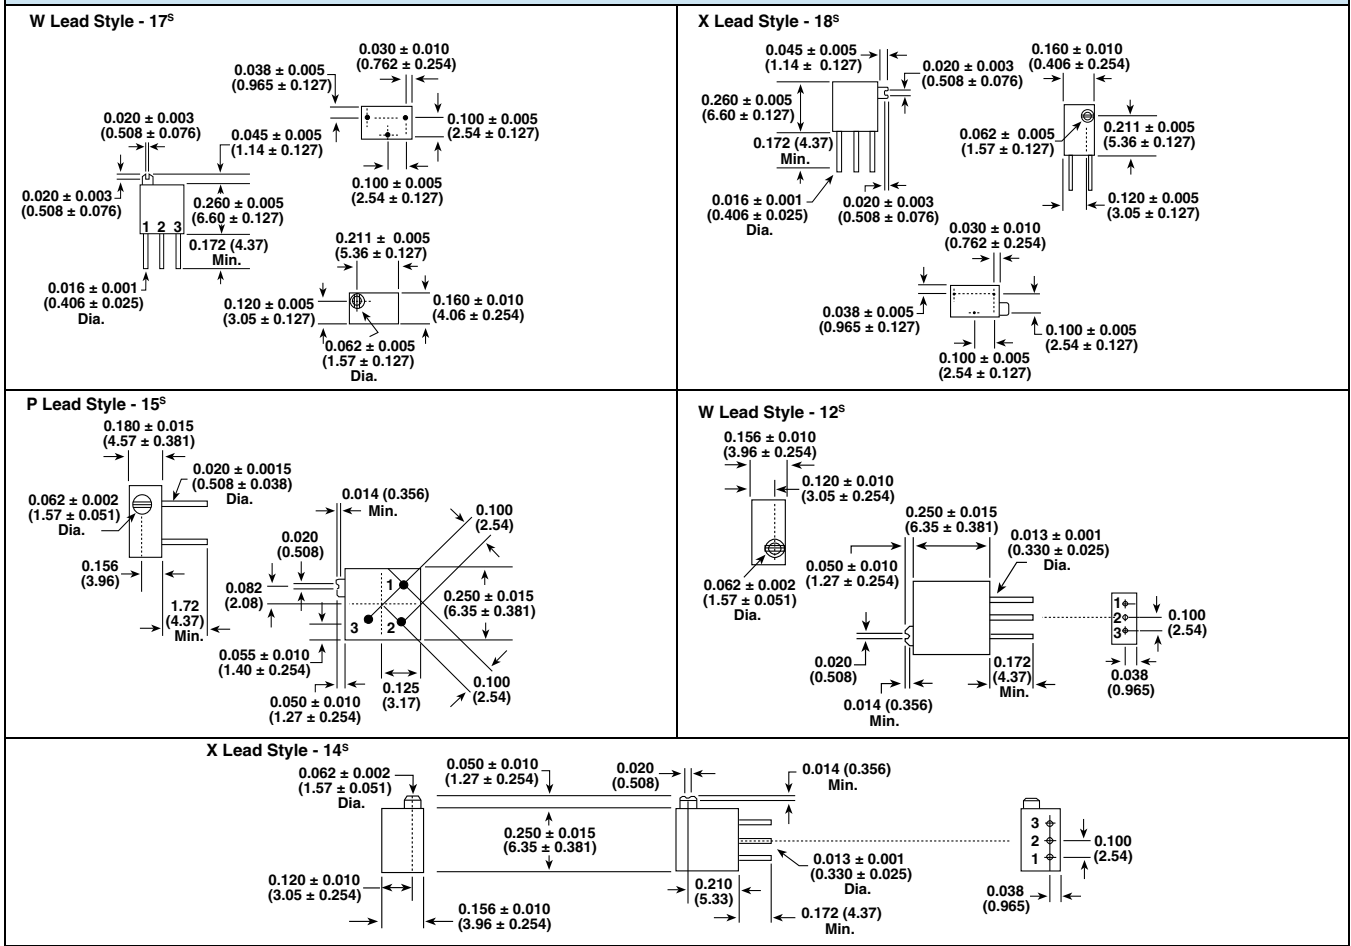 W Lead Style - 17S
0.030 ± 0.010
(0.762 ± 0.254)
0.038 ± 0.005
(0.965 ± 0.127)
0.020 ± 0.003
(0.508 ± 0.076)
0.045 ± 0.005
(1.14 ± 0.127)
0.100 ± 0.005
(2.54 ± 0.127)
0.100 ± 0.005
(2.54 ± 0.127)
0.020 ± 0.003
(0.508 ± 0.076)
0.260 ± 0.005
(6.60 ± 0.127)
1 2 3
0.172 (4.37)
Min.
0.211 ± 0.005
(5.36 ± 0.127)
0.016 ± 0.001
(0.406 ± 0.025)
Dia.
0.120 ± 0.005
(3.05 ± 0.127)
0.160 ± 0.010
(4.06 ± 0.254)
0.062 ± 0.005
(1.57 ± 0.127)
Dia.
X Lead Style - 18S
0.045 ± 0.005
(1.14 ± 0.127)
0.020 ± 0.003
(0.508 ± 0.076)
0.160 ± 0.010
(0.406 ± 0.254)
0.260 ± 0.005
(6.60 ± 0.127)
0.062 ± 0.005
(1.57 ± 0.127)
0.211 ± 0.005
(5.36 ± 0.127)
0.172 (4.37)
Min.
0.016 ± 0.001
(0.406 ± 0.025)
Dia.
0.020 ± 0.003
(0.508 ± 0.076)
0.120 ± 0.005
(3.05 ± 0.127)
0.030 ± 0.010
(0.762 ± 0.254)
0.038 ± 0.005
(0.965 ± 0.127)
0.100 ± 0.005
(2.54 ± 0.127)
0.100 ± 0.005
(2.54 ± 0.127)
P Lead Style - 15S
0.180 ± 0.015
(4.57 ± 0.381)
0.020 ± 0.0015
(0.508 ± 0.038)
Dia.
0.062 ± 0.002
(1.57 ± 0.051)
Dia.
0.014 (0.356)
Min.
0.100
(2.54)
0.020
(0.508)
0.156
(3.96)
0.082
(2.08)
1
3
2
0.250 ± 0.015
(6.35 ± 0.381)
1.72
(4.37)
Min.
0.055 ± 0.010
(1.40 ± 0.254)
0.050 ± 0.010
(1.27 ± 0.254)
0.125
(3.17)
0.100
(2.54)
W Lead Style - 12S
0.156 ± 0.010
(3.96 ± 0.254)
0.120 ± 0.010
(3.05 ± 0.254)
0.250 ± 0.015
(6.35 ± 0.381)
0.013 ± 0.001
(0.330 ± 0.025)
Dia.
0.050 ± 0.010
(1.27 ± 0.254)
0.062 ± 0.002
(1.57 ± 0.051)
Dia.
1
2
3
0.100
(2.54)
0.020
(0.508)
0.172
(4.37)
Min.
0.038
(0.965)
0.014 (0.356)
Min.
X Lead Style - 14S
0.062 ± 0.002
(1.57 ± 0.051)
Dia.
0.050 ± 0.010
(1.27 ± 0.254)
0.020
(0.508)
0.014 (0.356)
Min.
0.250 ± 0.015
(6.35 ± 0.381)
3
2
1
0.100
(2.54)
0.013 ± 0.001
(0.330 ± 0.025)
Dia.
0.120 ± 0.010
(3.05 ± 0.254)
0.210
(5.33)
0.038
(0.965)
0.156 ± 0.010
(3.96 ± 0.254)
0.172 (4.37)
Min.